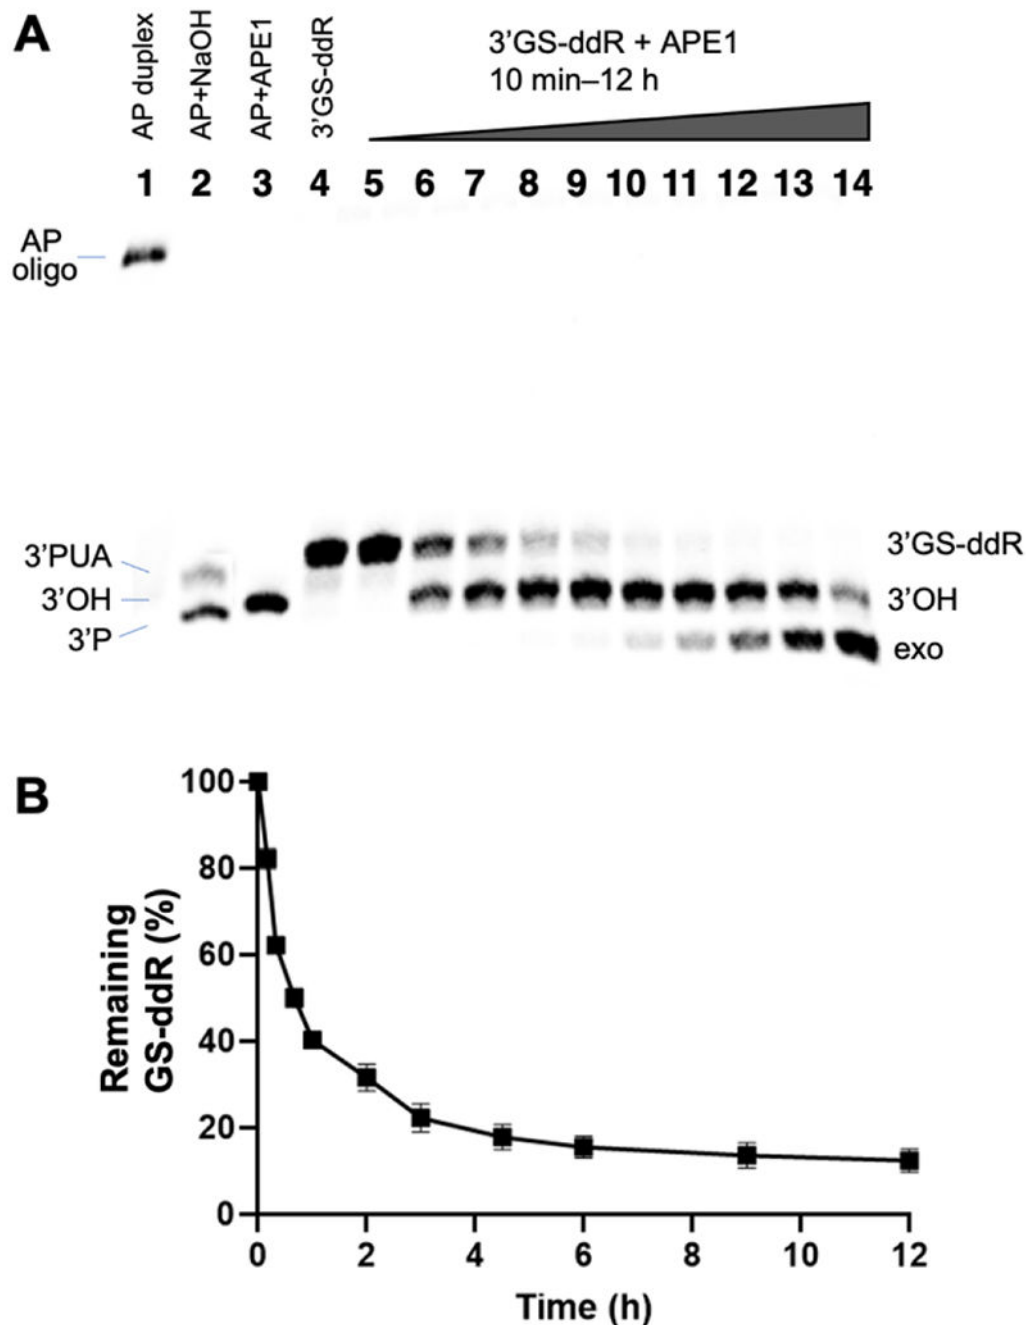 A
AP duplex
AP+NaOH
AP+APE1
3’GS-ddR
3’GS-ddR + APE1
10 min–12 h
1 2 3 4 5 6 7 8 9 10 11 12 13 14
AP
oligo
3’PUA
3’OH
3’P
3’GS-ddR
3’OH
exo
B
Remaining
GS-ddR (%)
100
80
60
40
20
0
0 2 4 6 8 10 12
Time (h)